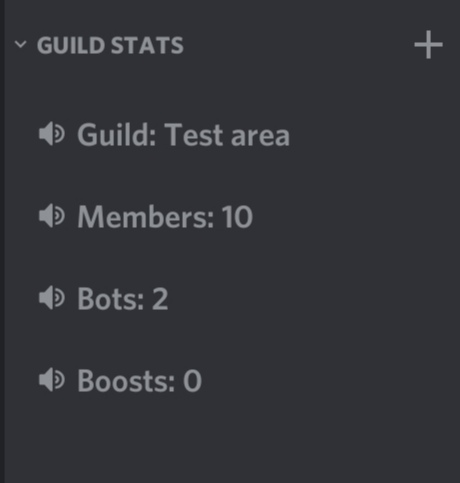 GUILD STATS
Guild: Test area
Members: 10
Bots: 2
Boosts: 0